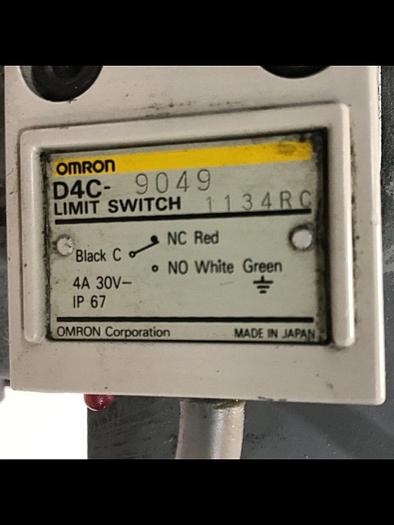 OMRON
D4C- 9049
LIMIT SWITCH 1134RC
NC Red
Black C
NO White Green
4A 30V⎓
IP 67
OMRON Corporation MADE IN JAPAN